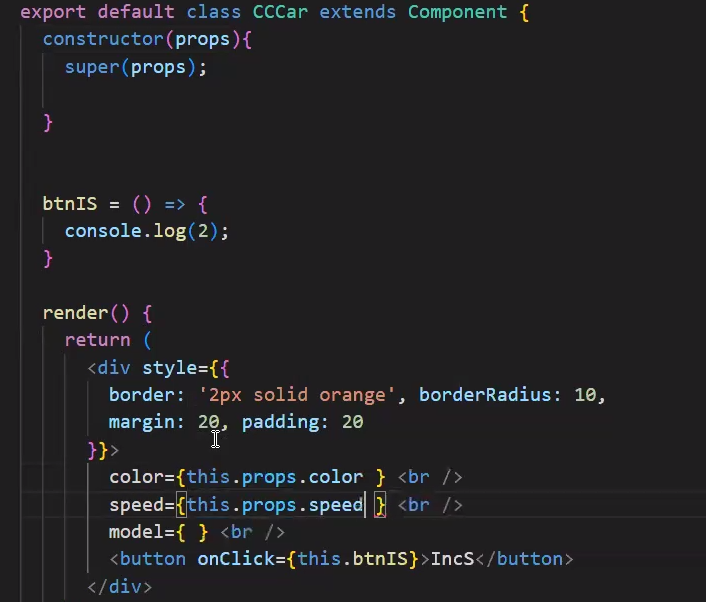 export default class CCCar extends Component {
constructor(props){
super(props);
}
btnIS = () => {
console.log(2);
}
render() {
return (
<div style={{
border: '2px solid orange', borderRadius: 10,
margin: 20, padding: 20
}}>
color={this.props.color } <br />
speed={this.props.speed } <br />
model={ } <br />
<button onClick={this.btnIS}>IncS</button>
</div>